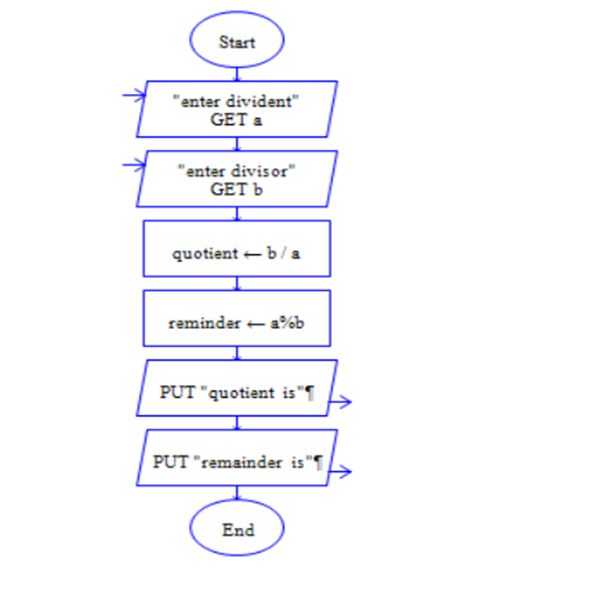 Start
"enter divident"
GET a
"enter divisor"
GET b
quotient ← b / a
reminder ← a%b
PUT "quotient is"¶
PUT "remainder is"¶
End